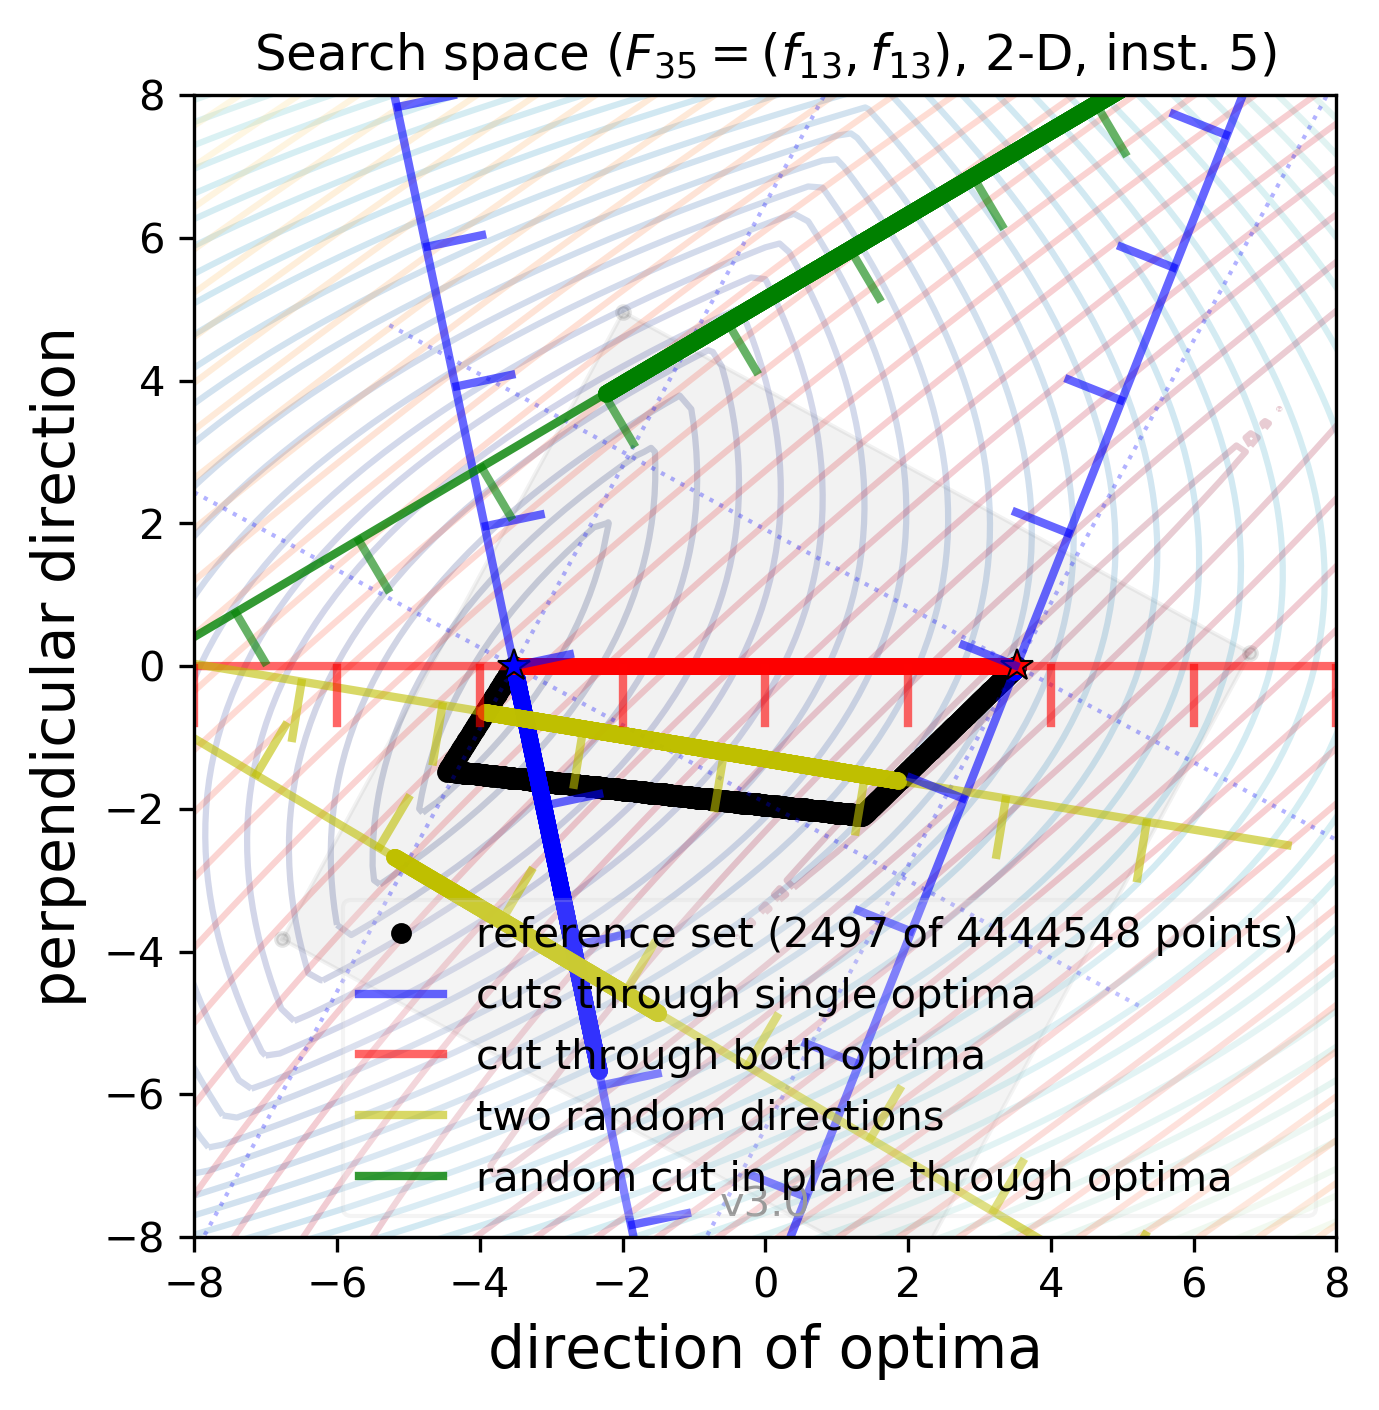 Search space (F₃₅ = (f₁₃, f₁₃), 2-D, inst. 5)
8
6
4
2
0
−2
−4
−6
−8
perpendicular direction
reference set (2497 of 4444548 points)
cuts through single optima
cut through both optima
two random directions
random cut in plane through optima
v3.0
−8 −6 −4 −2 0 2 4 6 8
direction of optima